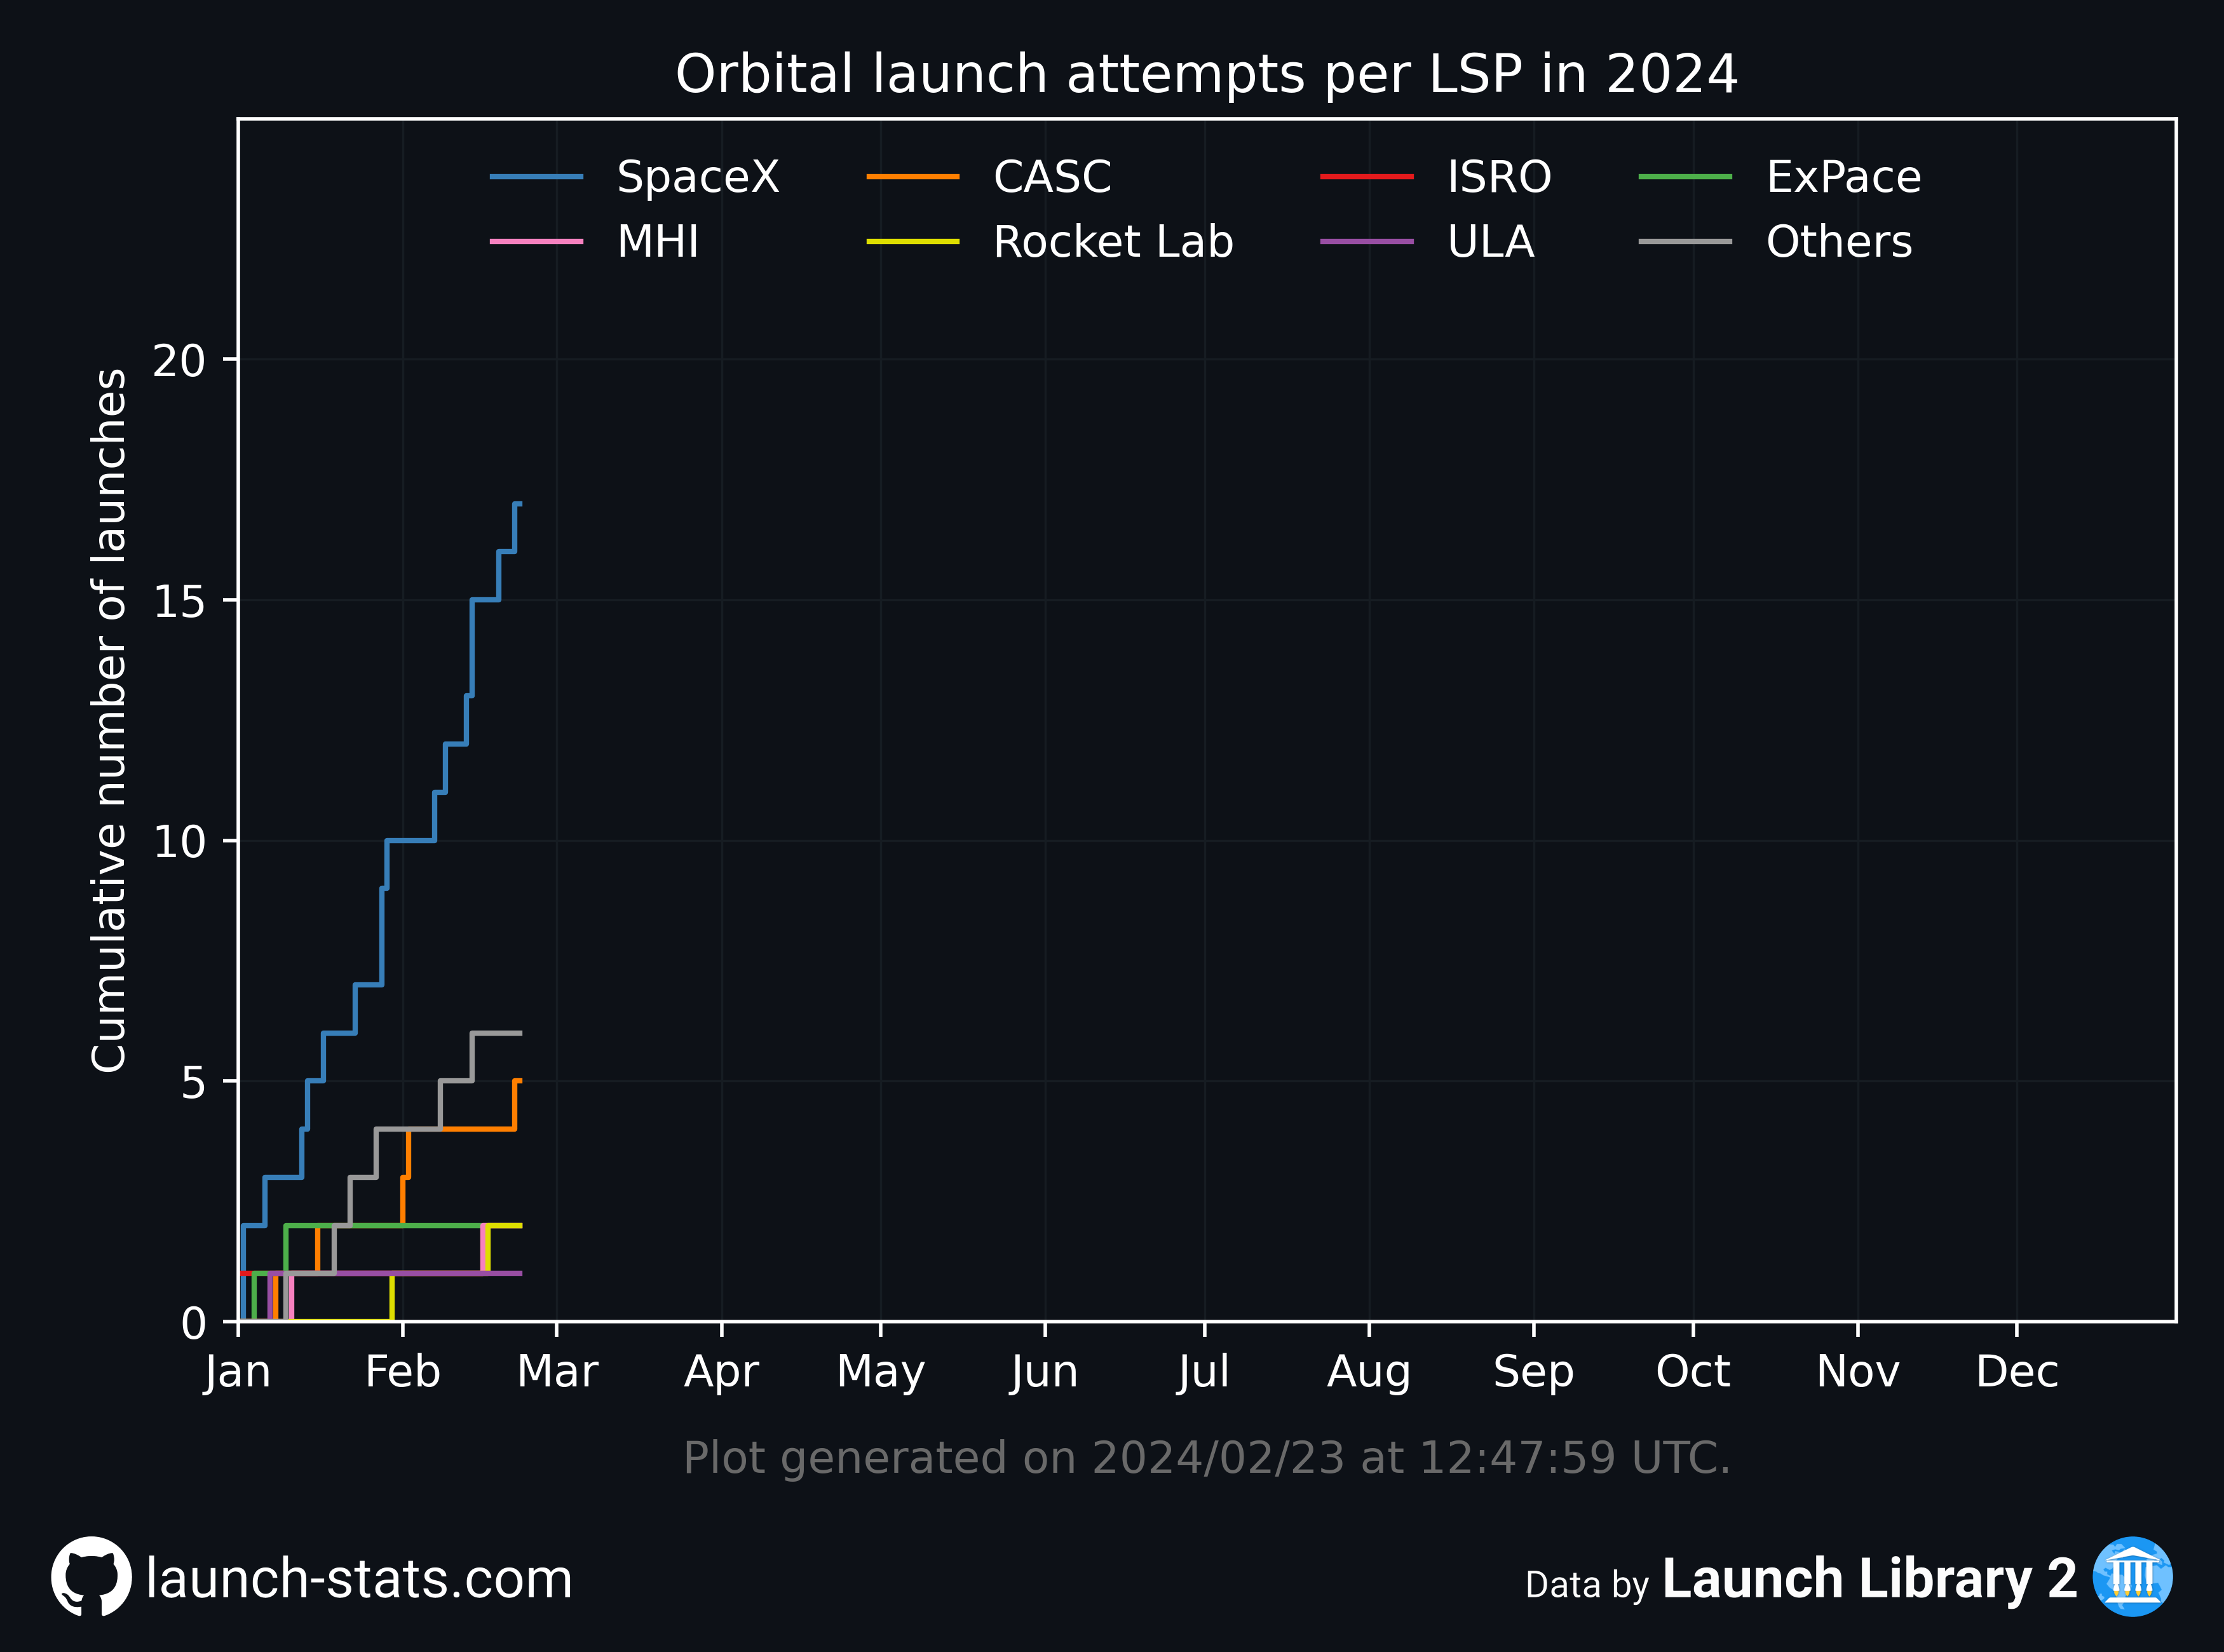 Orbital launch attempts per LSP in 2024
SpaceX CASC ISRO ExPace
MHI Rocket Lab ULA Others
Cumulative number of launches
20
15
10
5
0
Jan Feb Mar Apr May Jun Jul Aug Sep Oct Nov Dec
Plot generated on 2024/02/23 at 12:47:59 UTC.
launch-stats.com
Data by Launch Library 2